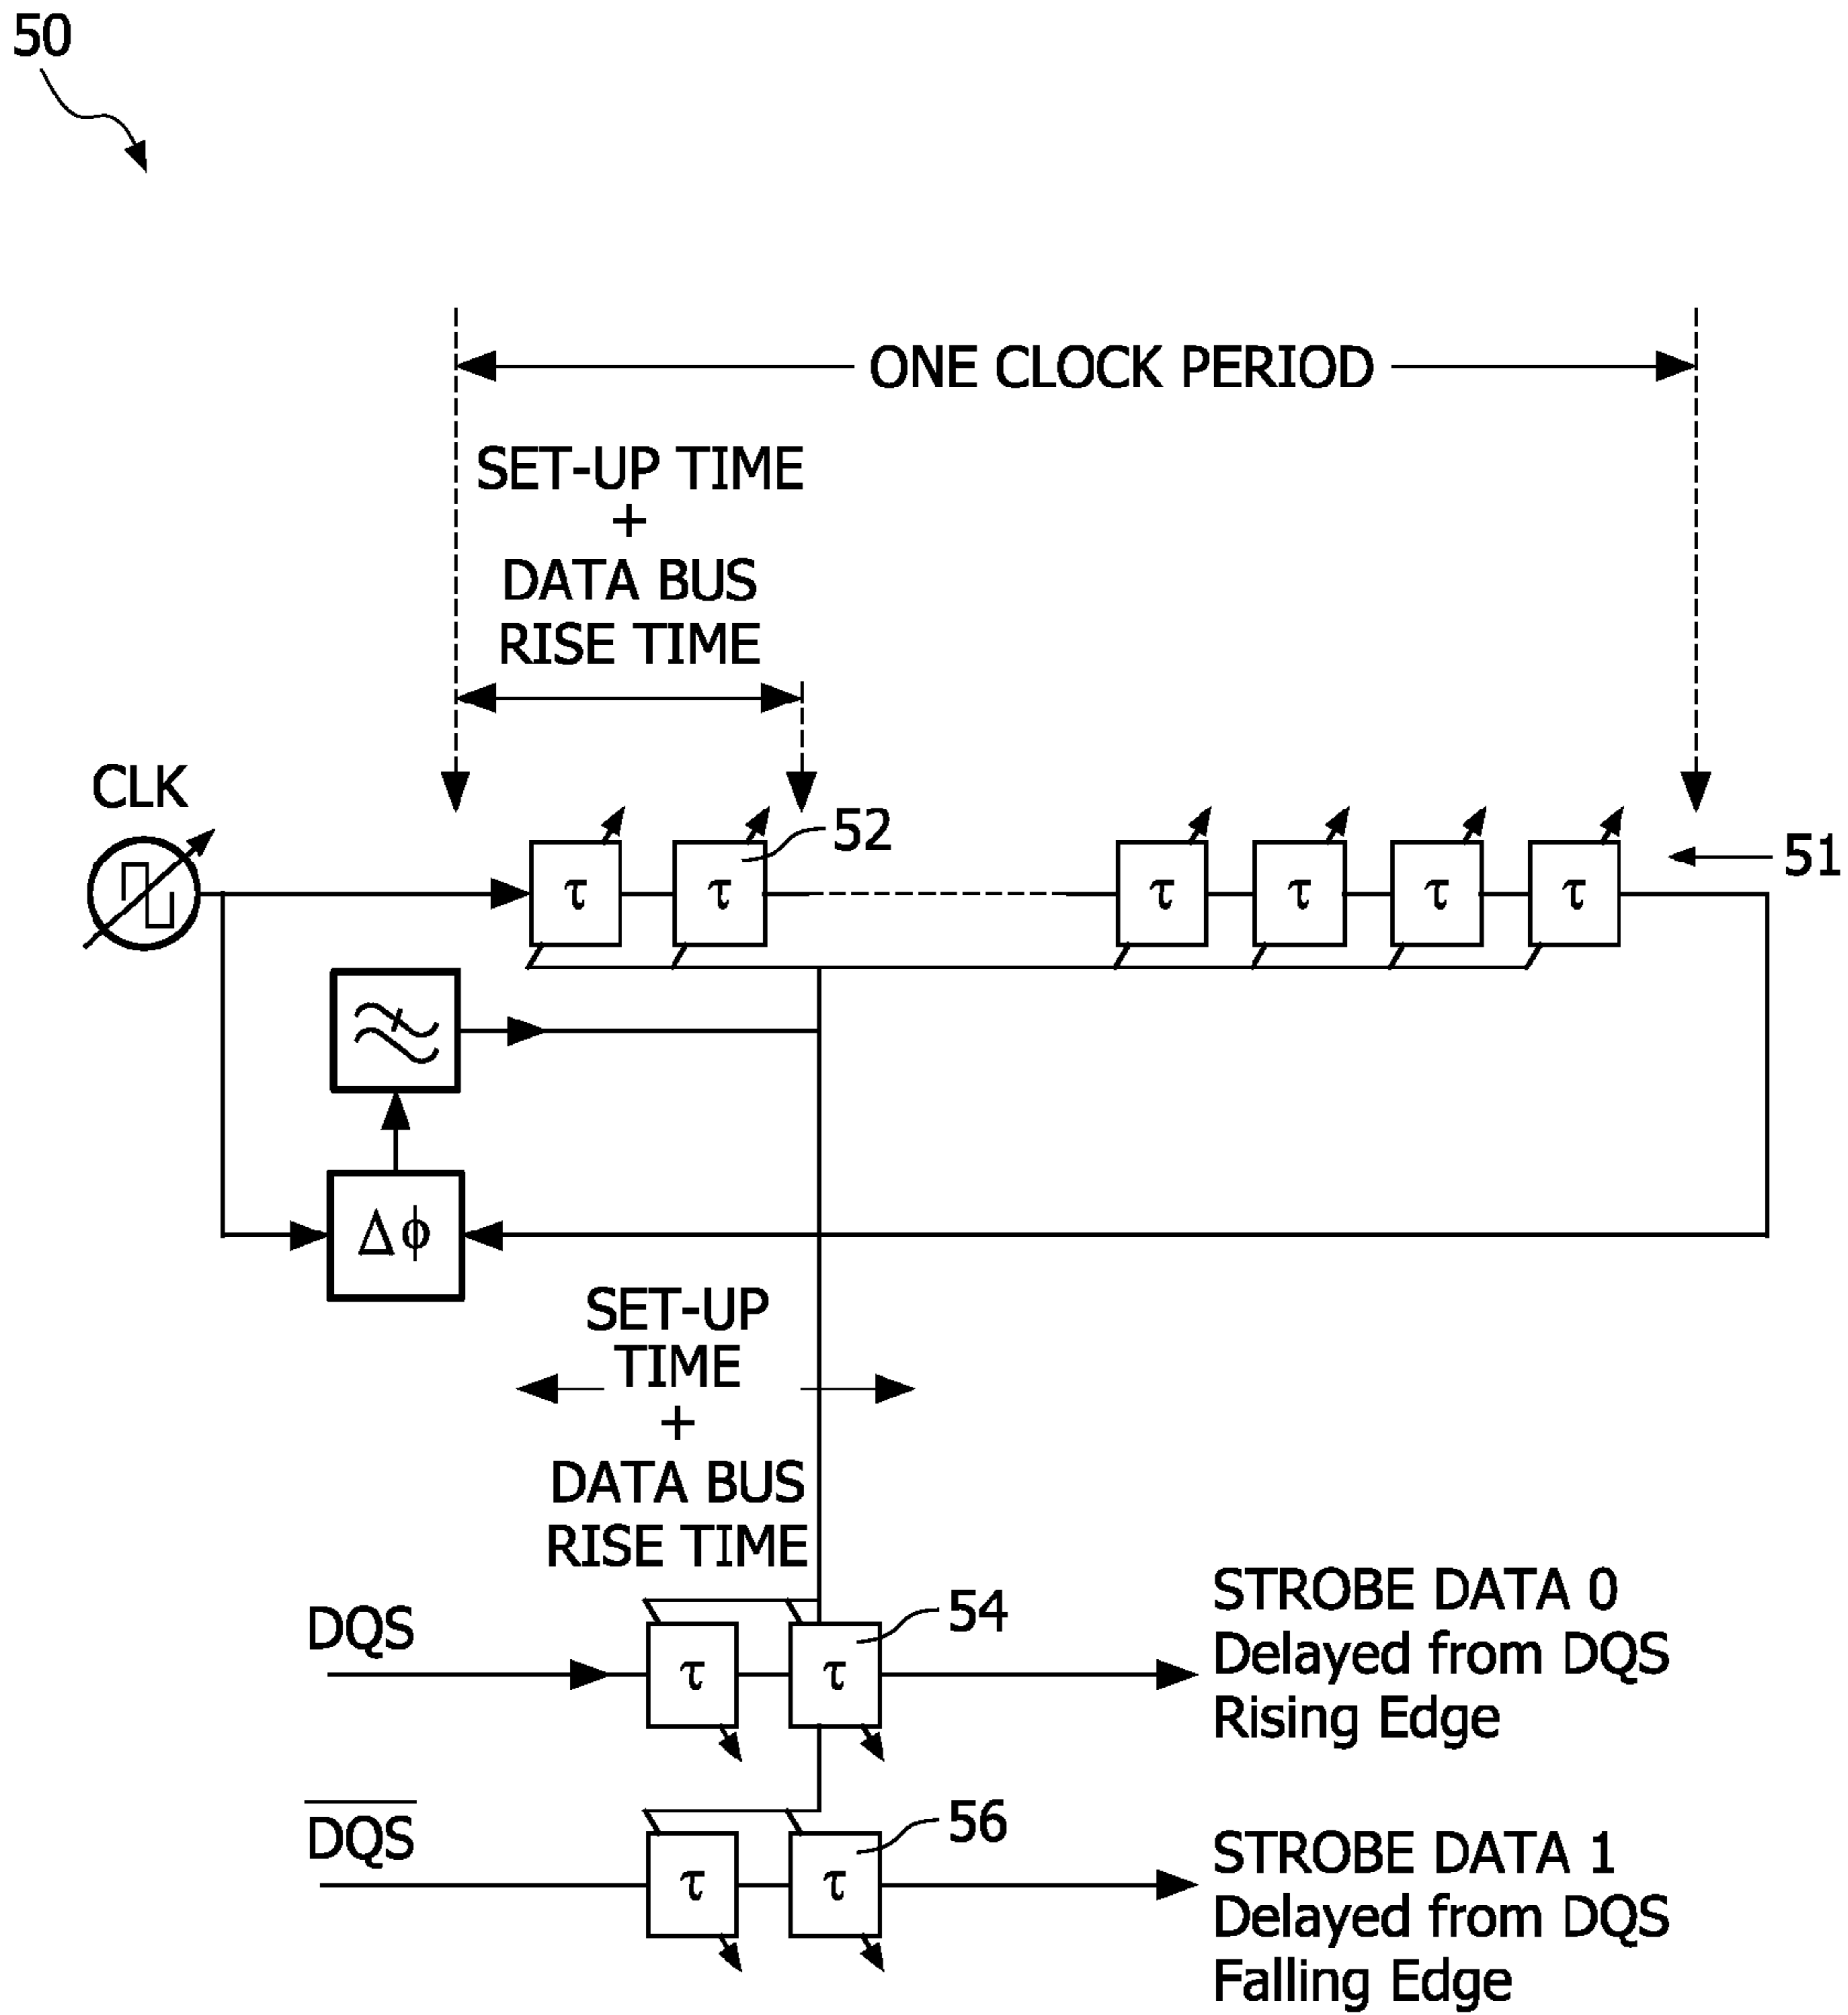 50
ONE CLOCK PERIOD
SET-UP TIME
+
DATA BUS
RISE TIME
CLK
52
51
τ
τ
τ
τ
τ
τ
Δϕ
SET-UP
TIME
+
DATA BUS
RISE TIME
DQS
τ
τ
54
STROBE DATA 0
Delayed from DQS
Rising Edge
D̅Q̅S̅
τ
τ
56
STROBE DATA 1
Delayed from DQS
Falling Edge